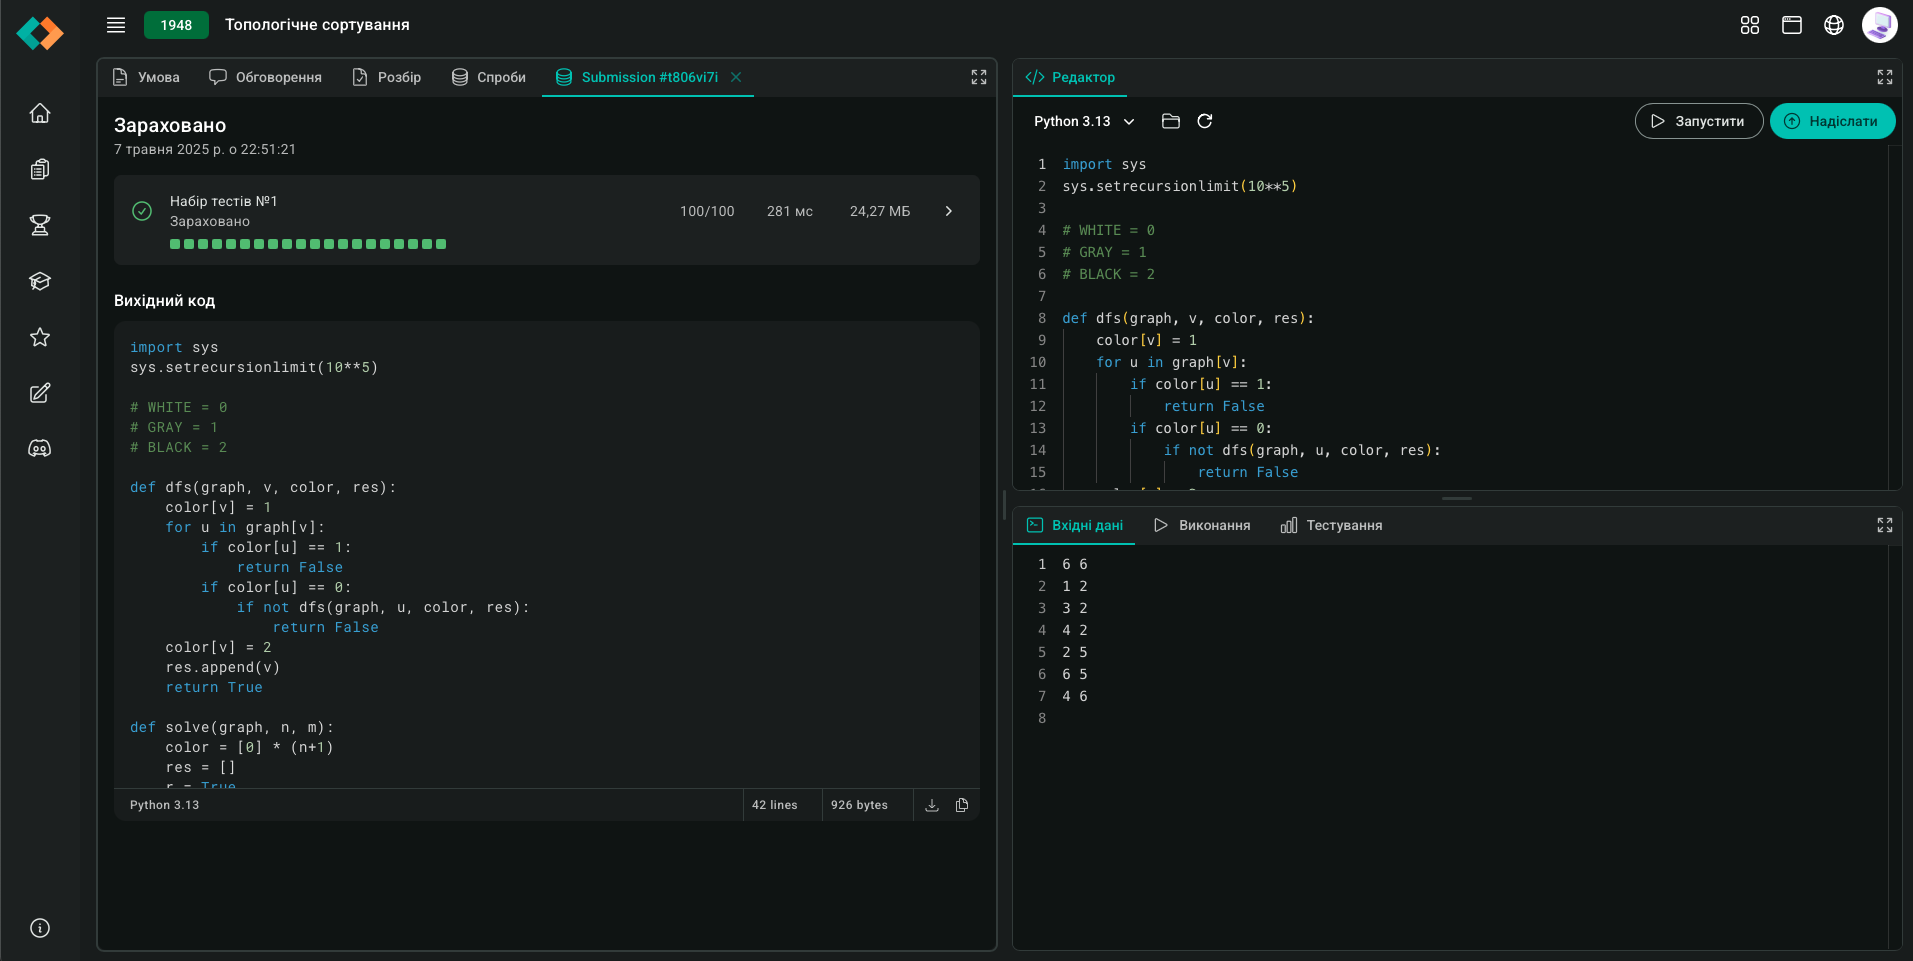 1948 Топологічне сортування
Умова Обговорення Розбір Спроби Submission #t806vi7i
Зараховано
7 травня 2025 р. о 22:51:21
Набір тестів №1
Зараховано
100/100 281 мс 24,27 МБ
Вихідний код
import sys
sys.setrecursionlimit(10**5)
# WHITE = 0
# GRAY = 1
# BLACK = 2
def dfs(graph, v, color, res):
color[v] = 1
for u in graph[v]:
if color[u] == 1:
return False
if color[u] == 0:
if not dfs(graph, u, color, res):
return False
color[v] = 2
res.append(v)
return True
def solve(graph, n, m):
color = [0] * (n+1)
res = []
r = True
Python 3.13 42 lines 926 bytes
Редактор
Python 3.13 Запустити Надіслати
1 import sys
2 sys.setrecursionlimit(10**5)
3
4 # WHITE = 0
5 # GRAY = 1
6 # BLACK = 2
7
8 def dfs(graph, v, color, res):
9 color[v] = 1
10 for u in graph[v]:
11 if color[u] == 1:
12 return False
13 if color[u] == 0:
14 if not dfs(graph, u, color, res):
15 return False
Вхідні дані Виконання Тестування
1 6 6
2 1 2
3 3 2
4 4 2
5 2 5
6 6 5
7 4 6
8